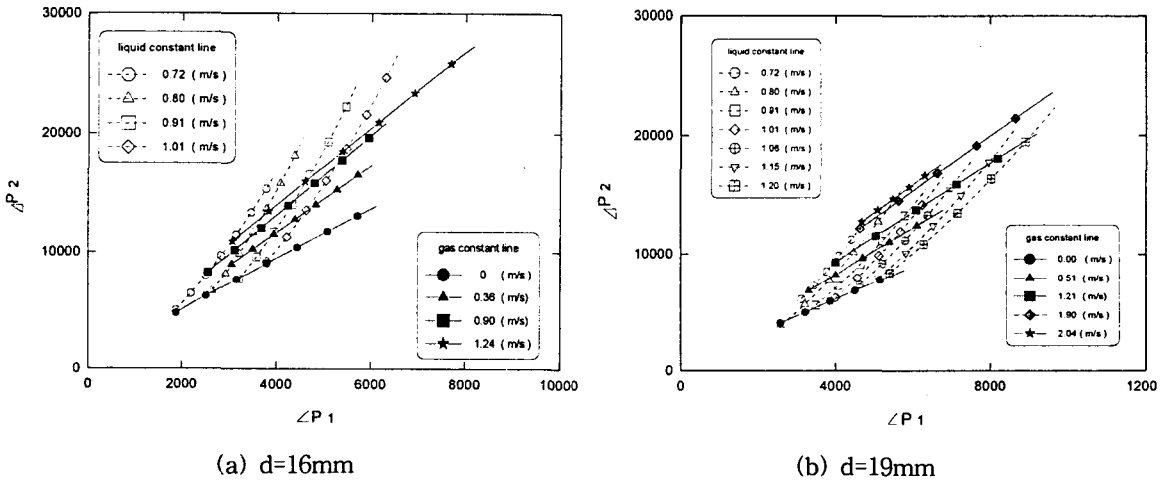 30000
20000
10000
0
⊿P 2
liquid constant line
0.72 ( m/s )
0.80 ( m/s )
0.91 ( m/s )
1.01 ( m/s )
gas constant line
0 ( m/s )
0.36 ( m/s)
0.90 ( m/s)
1.24 ( m/s )
0 2000 4000 6000 8000 10000
∠P 1
(a) d=16mm
30000
20000
10000
0
∠P 2
liquid constant line
0.72 ( m/s )
0.80 ( m/s )
0.91 ( m/s )
1.01 ( m/s )
1.06 ( m/s )
1.15 ( m/s )
1.20 ( m/s )
gas constant line
0.00 ( m/s )
0.51 ( m/s )
1.21 ( m/s )
1.90 ( m/s )
2.04 ( m/s )
0 4000 8000 1200
∠P 1
(b) d=19mm